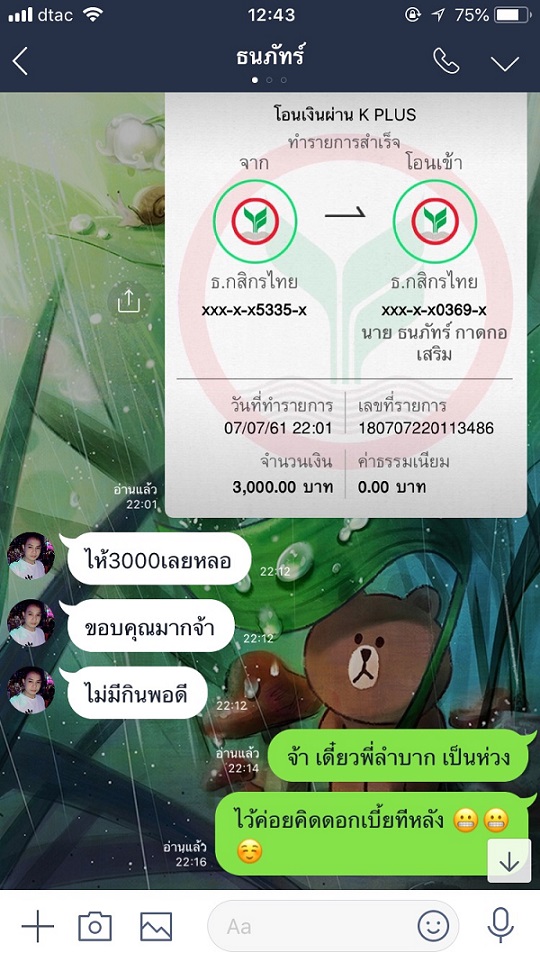 dtac 12:43 75%
ธนภัทร์
โอนเงินผ่าน K PLUS
ทำรายการสำเร็จ
จาก โอนเข้า
ธ.กสิกรไทย ธ.กสิกรไทย
xxx-x-x5335-x xxx-x-x0369-x
นาย ธนภัทร์ กาดกอ
เสริม
วันที่ทำรายการ เลขที่รายการ
07/07/61 22:01 180707220113486
จำนวนเงิน ค่าธรรมเนียม
3,000.00 บาท 0.00 บาท
อ่านแล้ว
22:01
ไห้3000เลยหลอ
22:12
ขอบคุณมากจ้า
22:12
ไม่มีกินพอดี
22:12
จ้า เดี๋ยวพี่ลำบาก เป็นห่วง
อ่านแล้ว
22:14
ไว้ค่อยคิดดอกเบี้ยทีหลัง 😬😬
☺️
อ่านแล้ว
22:16
Aa